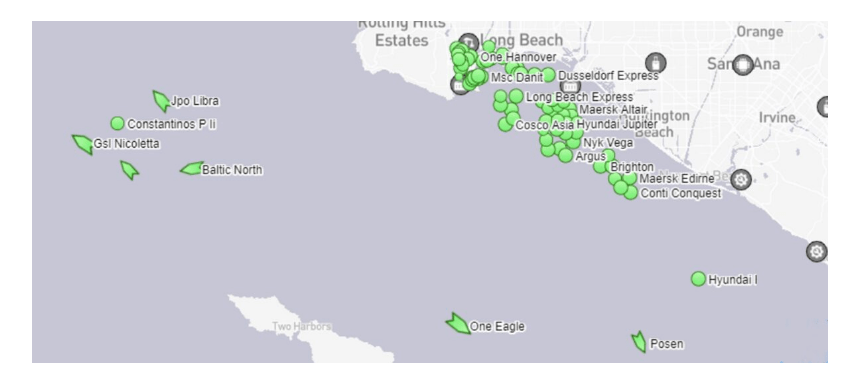 Rolling Hills
Estates
Long Beach
Orange
Santa Ana
One Hannover
Msc Danit
Dusseldorf Express
Jpo Libra
Long Beach Express
Maersk Altair
Constantinos P Ii
Cosco Asia
Hyundai Jupiter
Huntington
Beach
Irvine
Gsl Nicoletta
Nyk Vega
Argus
Baltic North
Brighton
Maersk Edirne
Conti Conquest
Hyundai I
Two Harbors
One Eagle
Posen